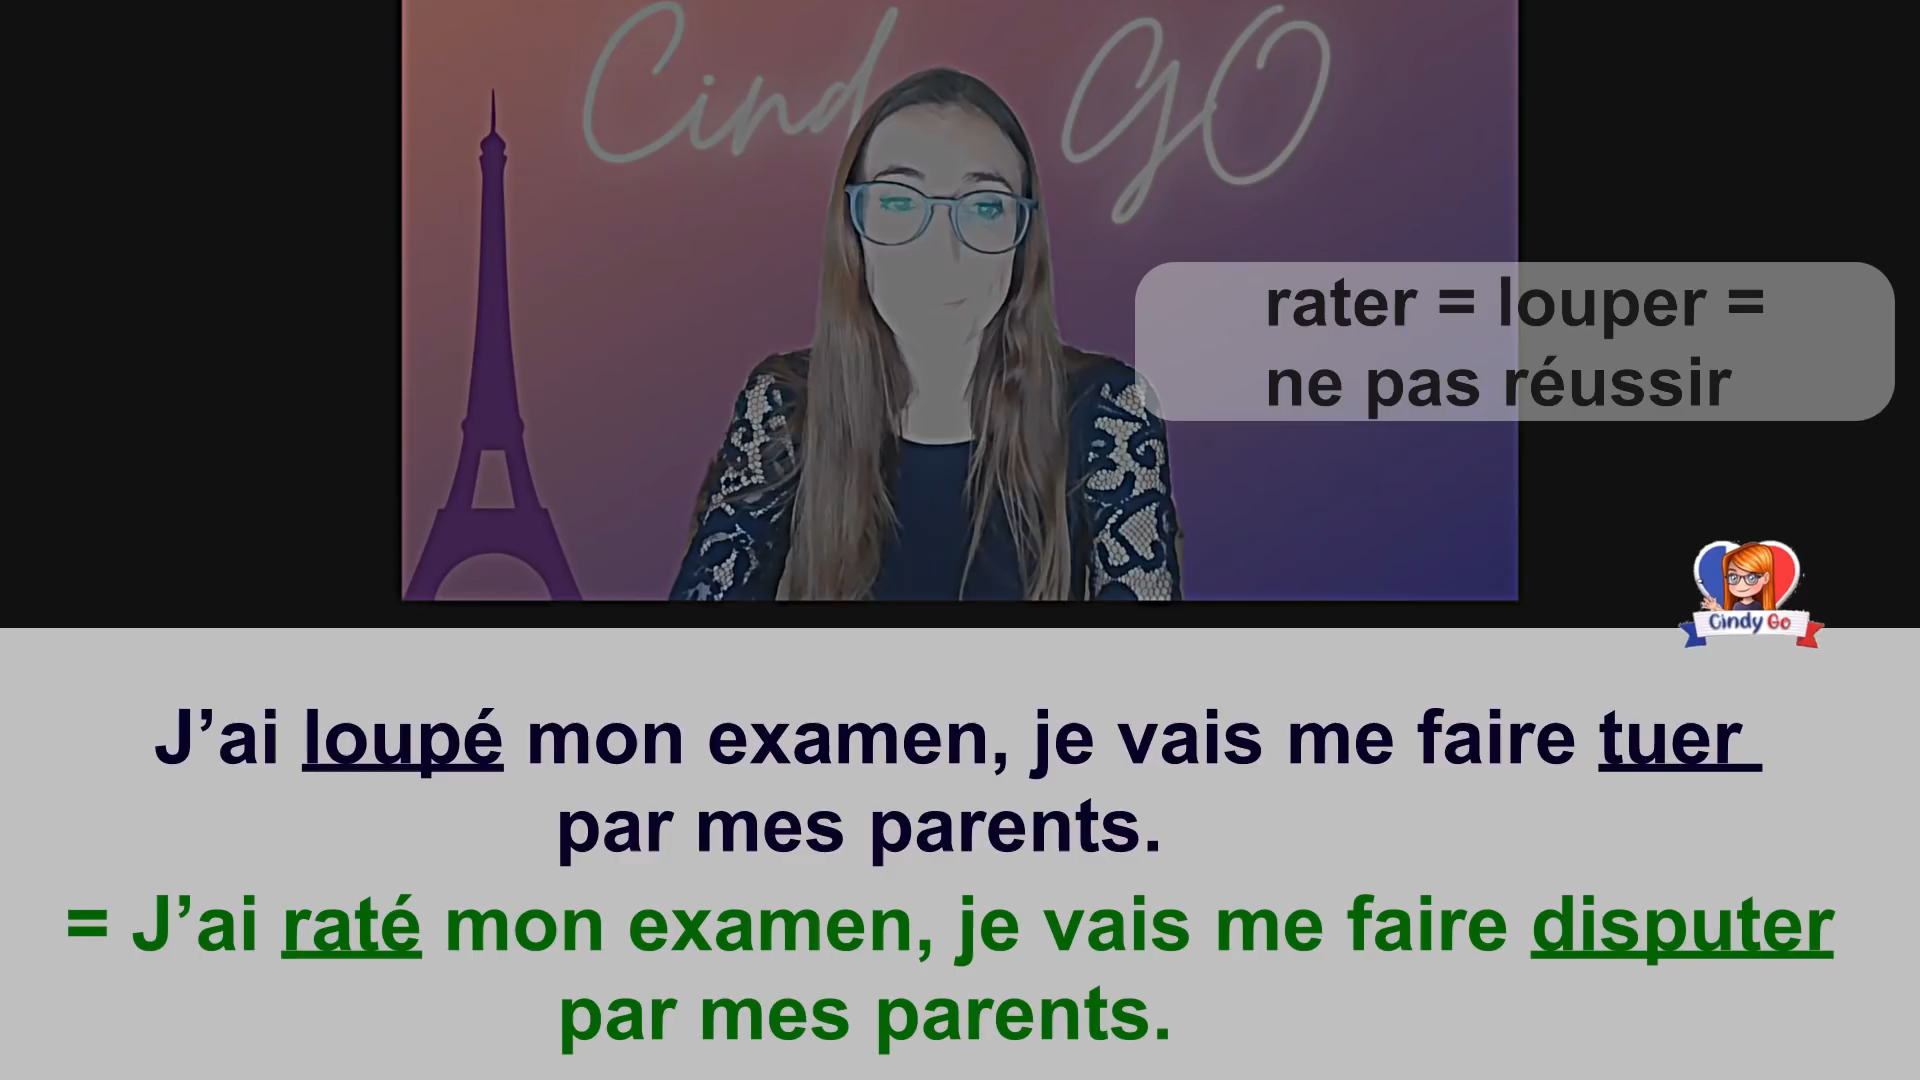 Cindy GO
rater = louper =
ne pas réussir
Cindy Go
J’ai loupé mon examen, je vais me faire tuer
par mes parents.
= J’ai raté mon examen, je vais me faire disputer
par mes parents.